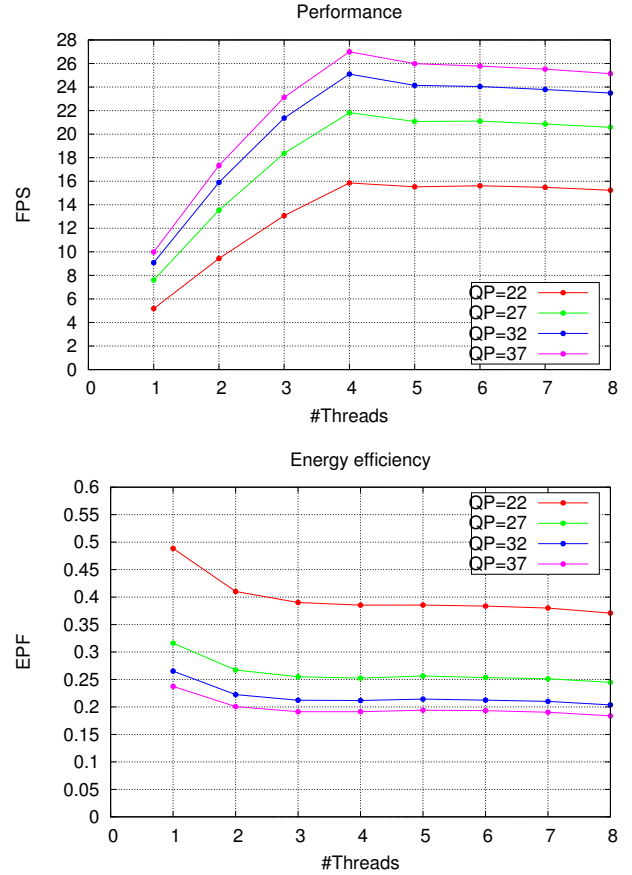 Performance
28
26
24
22
20
18
16
14
12
10
8
6
4
2
0
FPS
QP=22
QP=27
QP=32
QP=37
0 1 2 3 4 5 6 7 8
#Threads
Energy efficiency
0.6
0.55
0.5
0.45
0.4
0.35
0.3
0.25
0.2
0.15
0.1
0.05
0
EPF
QP=22
QP=27
QP=32
QP=37
0 1 2 3 4 5 6 7 8
#Threads